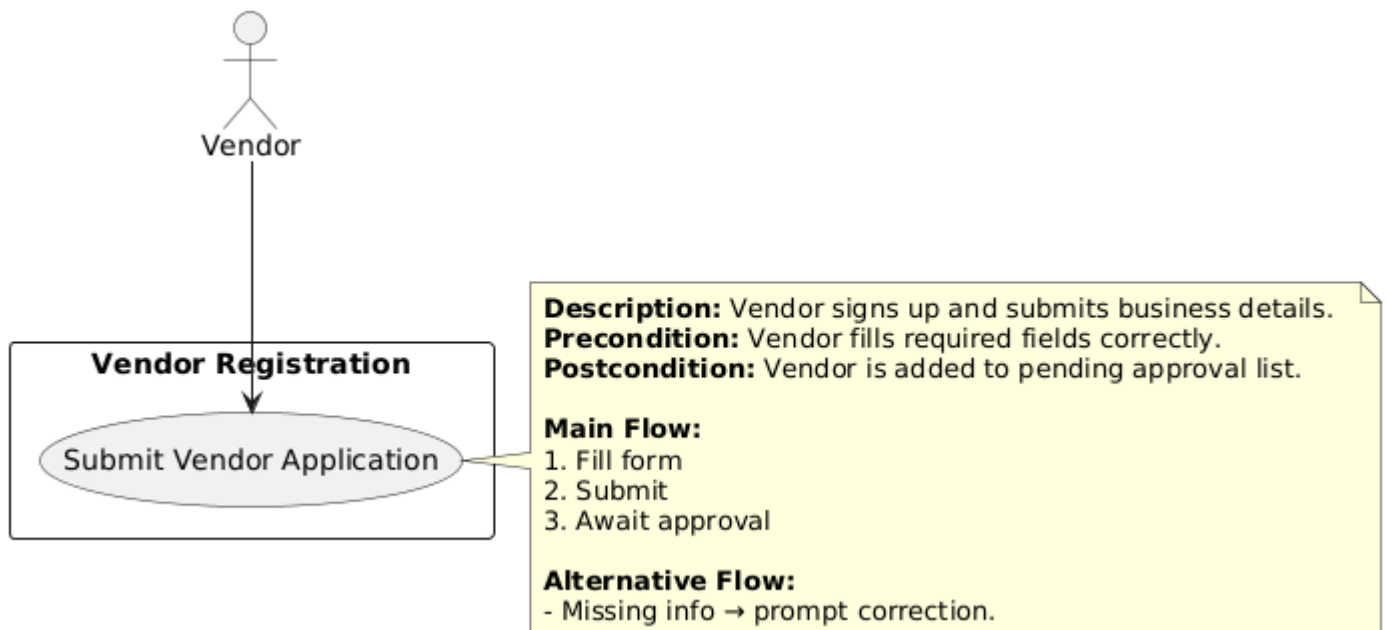 Vendor
Vendor Registration
Submit Vendor Application
Description: Vendor signs up and submits business details.
Precondition: Vendor fills required fields correctly.
Postcondition: Vendor is added to pending approval list.
Main Flow:
1. Fill form
2. Submit
3. Await approval
Alternative Flow:
- Missing info → prompt correction.